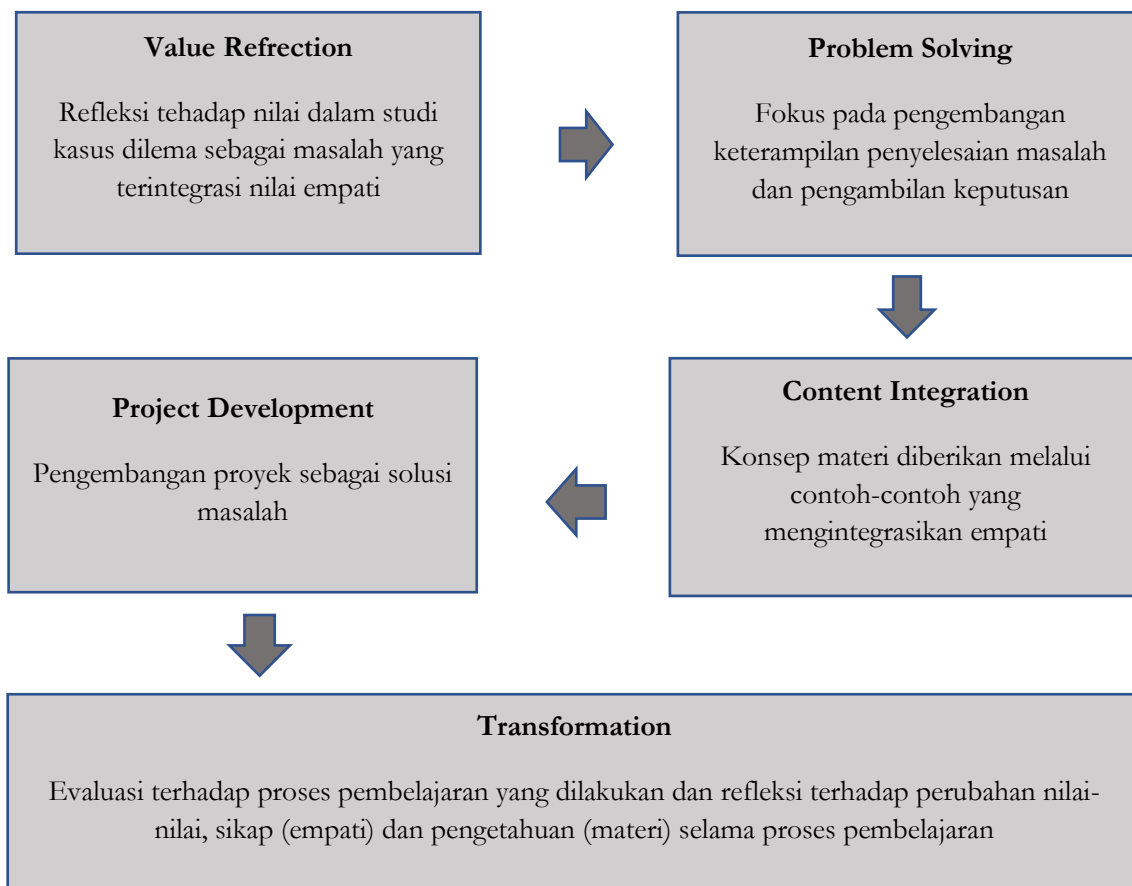 Value Refrection
Refleksi tehadap nilai dalam studi
kasus dilema sebagai masalah yang
terintegrasi nilai empati
Problem Solving
Fokus pada pengembangan
keterampilan penyelesaian masalah
dan pengambilan keputusan
Content Integration
Konsep materi diberikan melalui
contoh-contoh yang
mengintegrasikan empati
Project Development
Pengembangan proyek sebagai solusi
masalah
Transformation
Evaluasi terhadap proses pembelajaran yang dilakukan dan refleksi terhadap perubahan nilai-
nilai, sikap (empati) dan pengetahuan (materi) selama proses pembelajaran